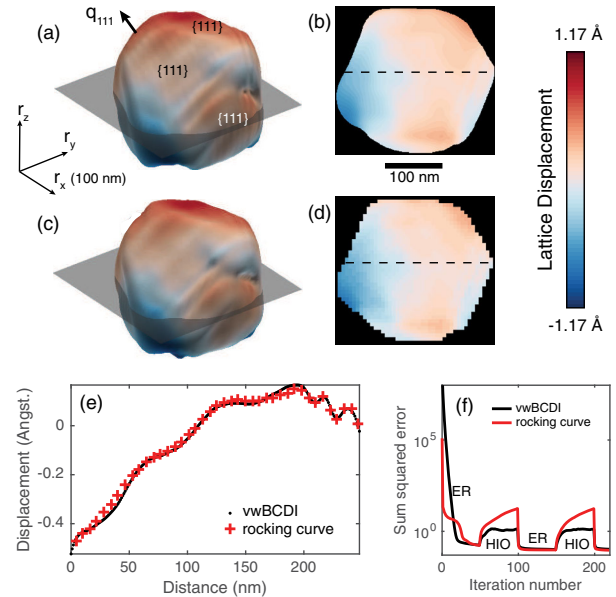 q111
(a)
{111}
{111}
{111}
rz
ry
rx (100 nm)
(b)
100 nm
(c)
(d)
1.17 Å
Lattice Displacement
-1.17 Å
(e)
Displacement (Angst.)
0
-0.2
-0.4
vwBCDI
rocking curve
0 50 100 150 200
Distance (nm)
(f)
Sum squared error
10^5
10^0
vwBCDI
rocking curve
ER
HIO
ER
HIO
0 100 200
Iteration number